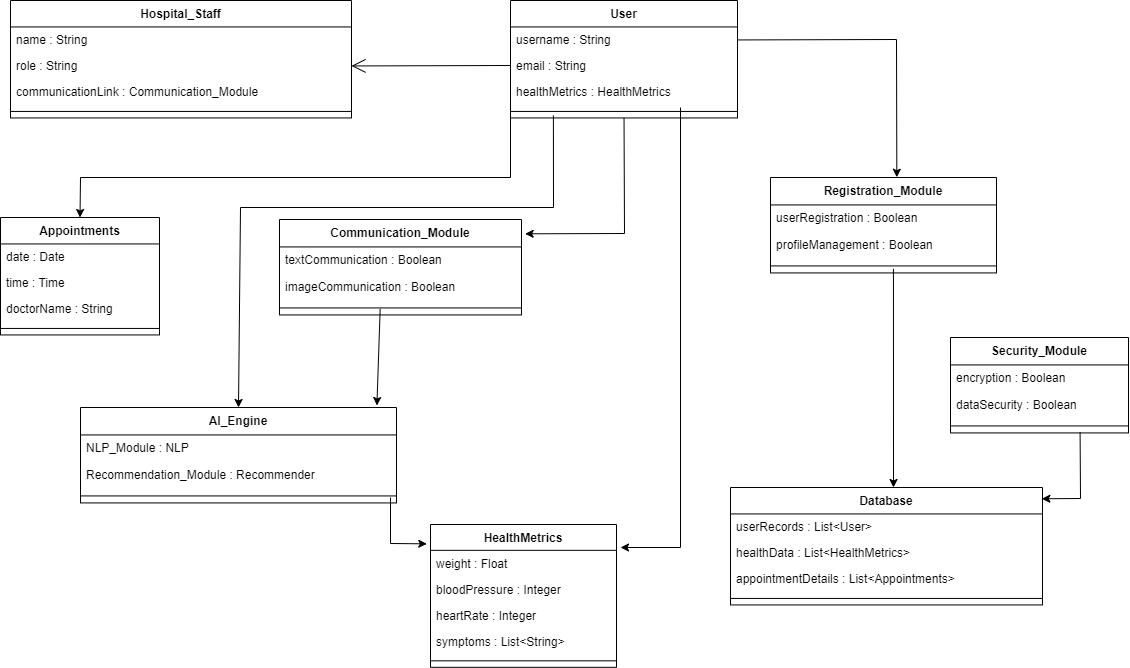 Hospital_Staff
name : String
role : String
communicationLink : Communication_Module
User
username : String
email : String
healthMetrics : HealthMetrics
Registration_Module
userRegistration : Boolean
profileManagement : Boolean
Appointments
date : Date
time : Time
doctorName : String
Communication_Module
textCommunication : Boolean
imageCommunication : Boolean
Security_Module
encryption : Boolean
dataSecurity : Boolean
AI_Engine
NLP_Module : NLP
Recommendation_Module : Recommender
Database
userRecords : List<User>
healthData : List<HealthMetrics>
appointmentDetails : List<Appointments>
HealthMetrics
weight : Float
bloodPressure : Integer
heartRate : Integer
symptoms : List<String>